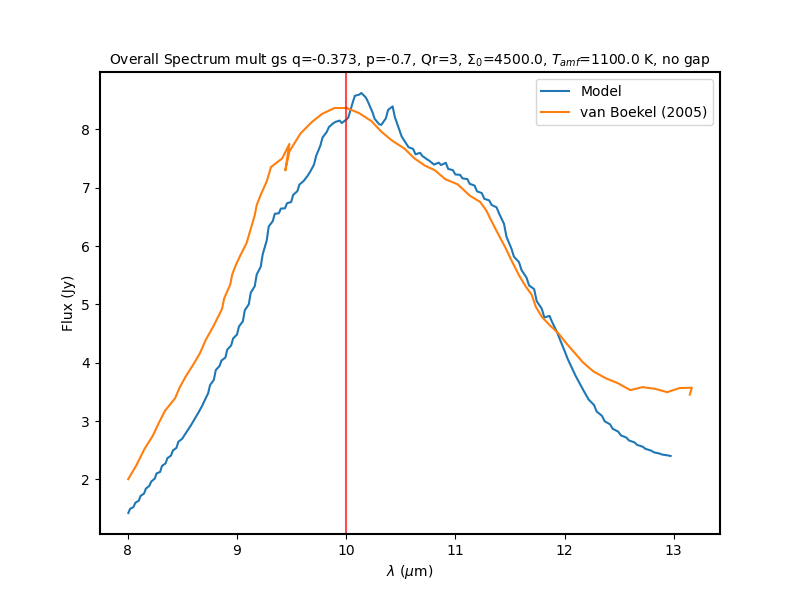 Overall Spectrum mult gs q=-0.373, p=-0.7, Qr=3, Σ₀=4500.0, T_amf=1100.0 K, no gap
Model
van Boekel (2005)
8
7
6
5
4
3
2
Flux (Jy)
8 9 10 11 12 13
λ (μm)